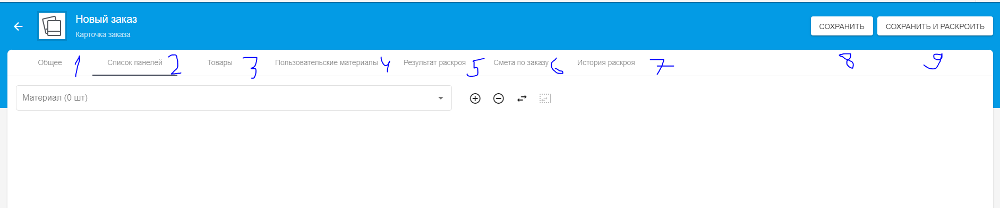 Новый заказ
Карточка заказа
СОХРАНИТЬ СОХРАНИТЬ И РАСКРОИТЬ
Общее 1 Список панелей 2 Товары 3 Пользовательские материалы 4 Результат раскроя 5 Смета по заказу 6 История раскроя 7 8 9
Материал (0 шт)